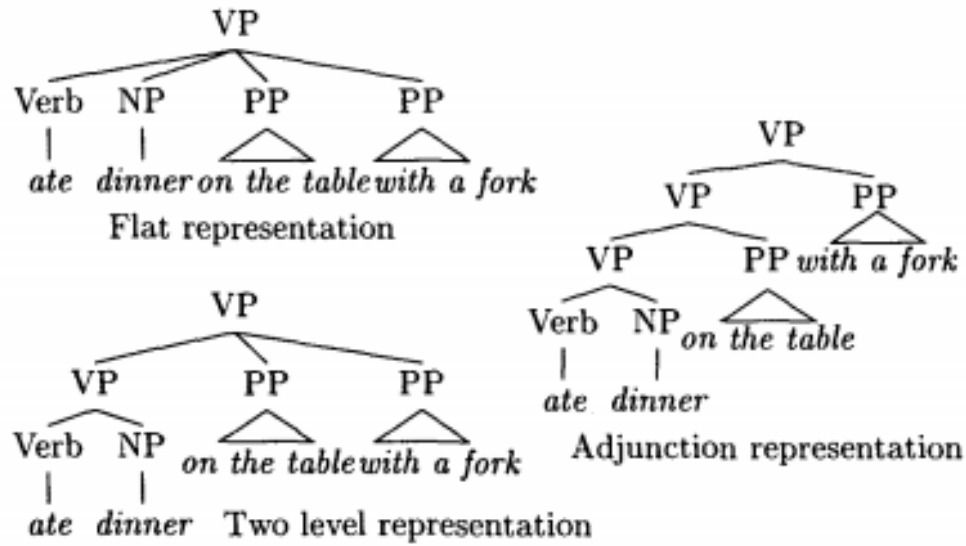 VP
Verb NP PP PP
ate dinner on the table with a fork
Flat representation
VP
VP PP PP
Verb NP on the table with a fork
ate dinner Two level representation
VP
VP PP
VP PP with a fork
Verb NP on the table
ate dinner
Adjunction representation